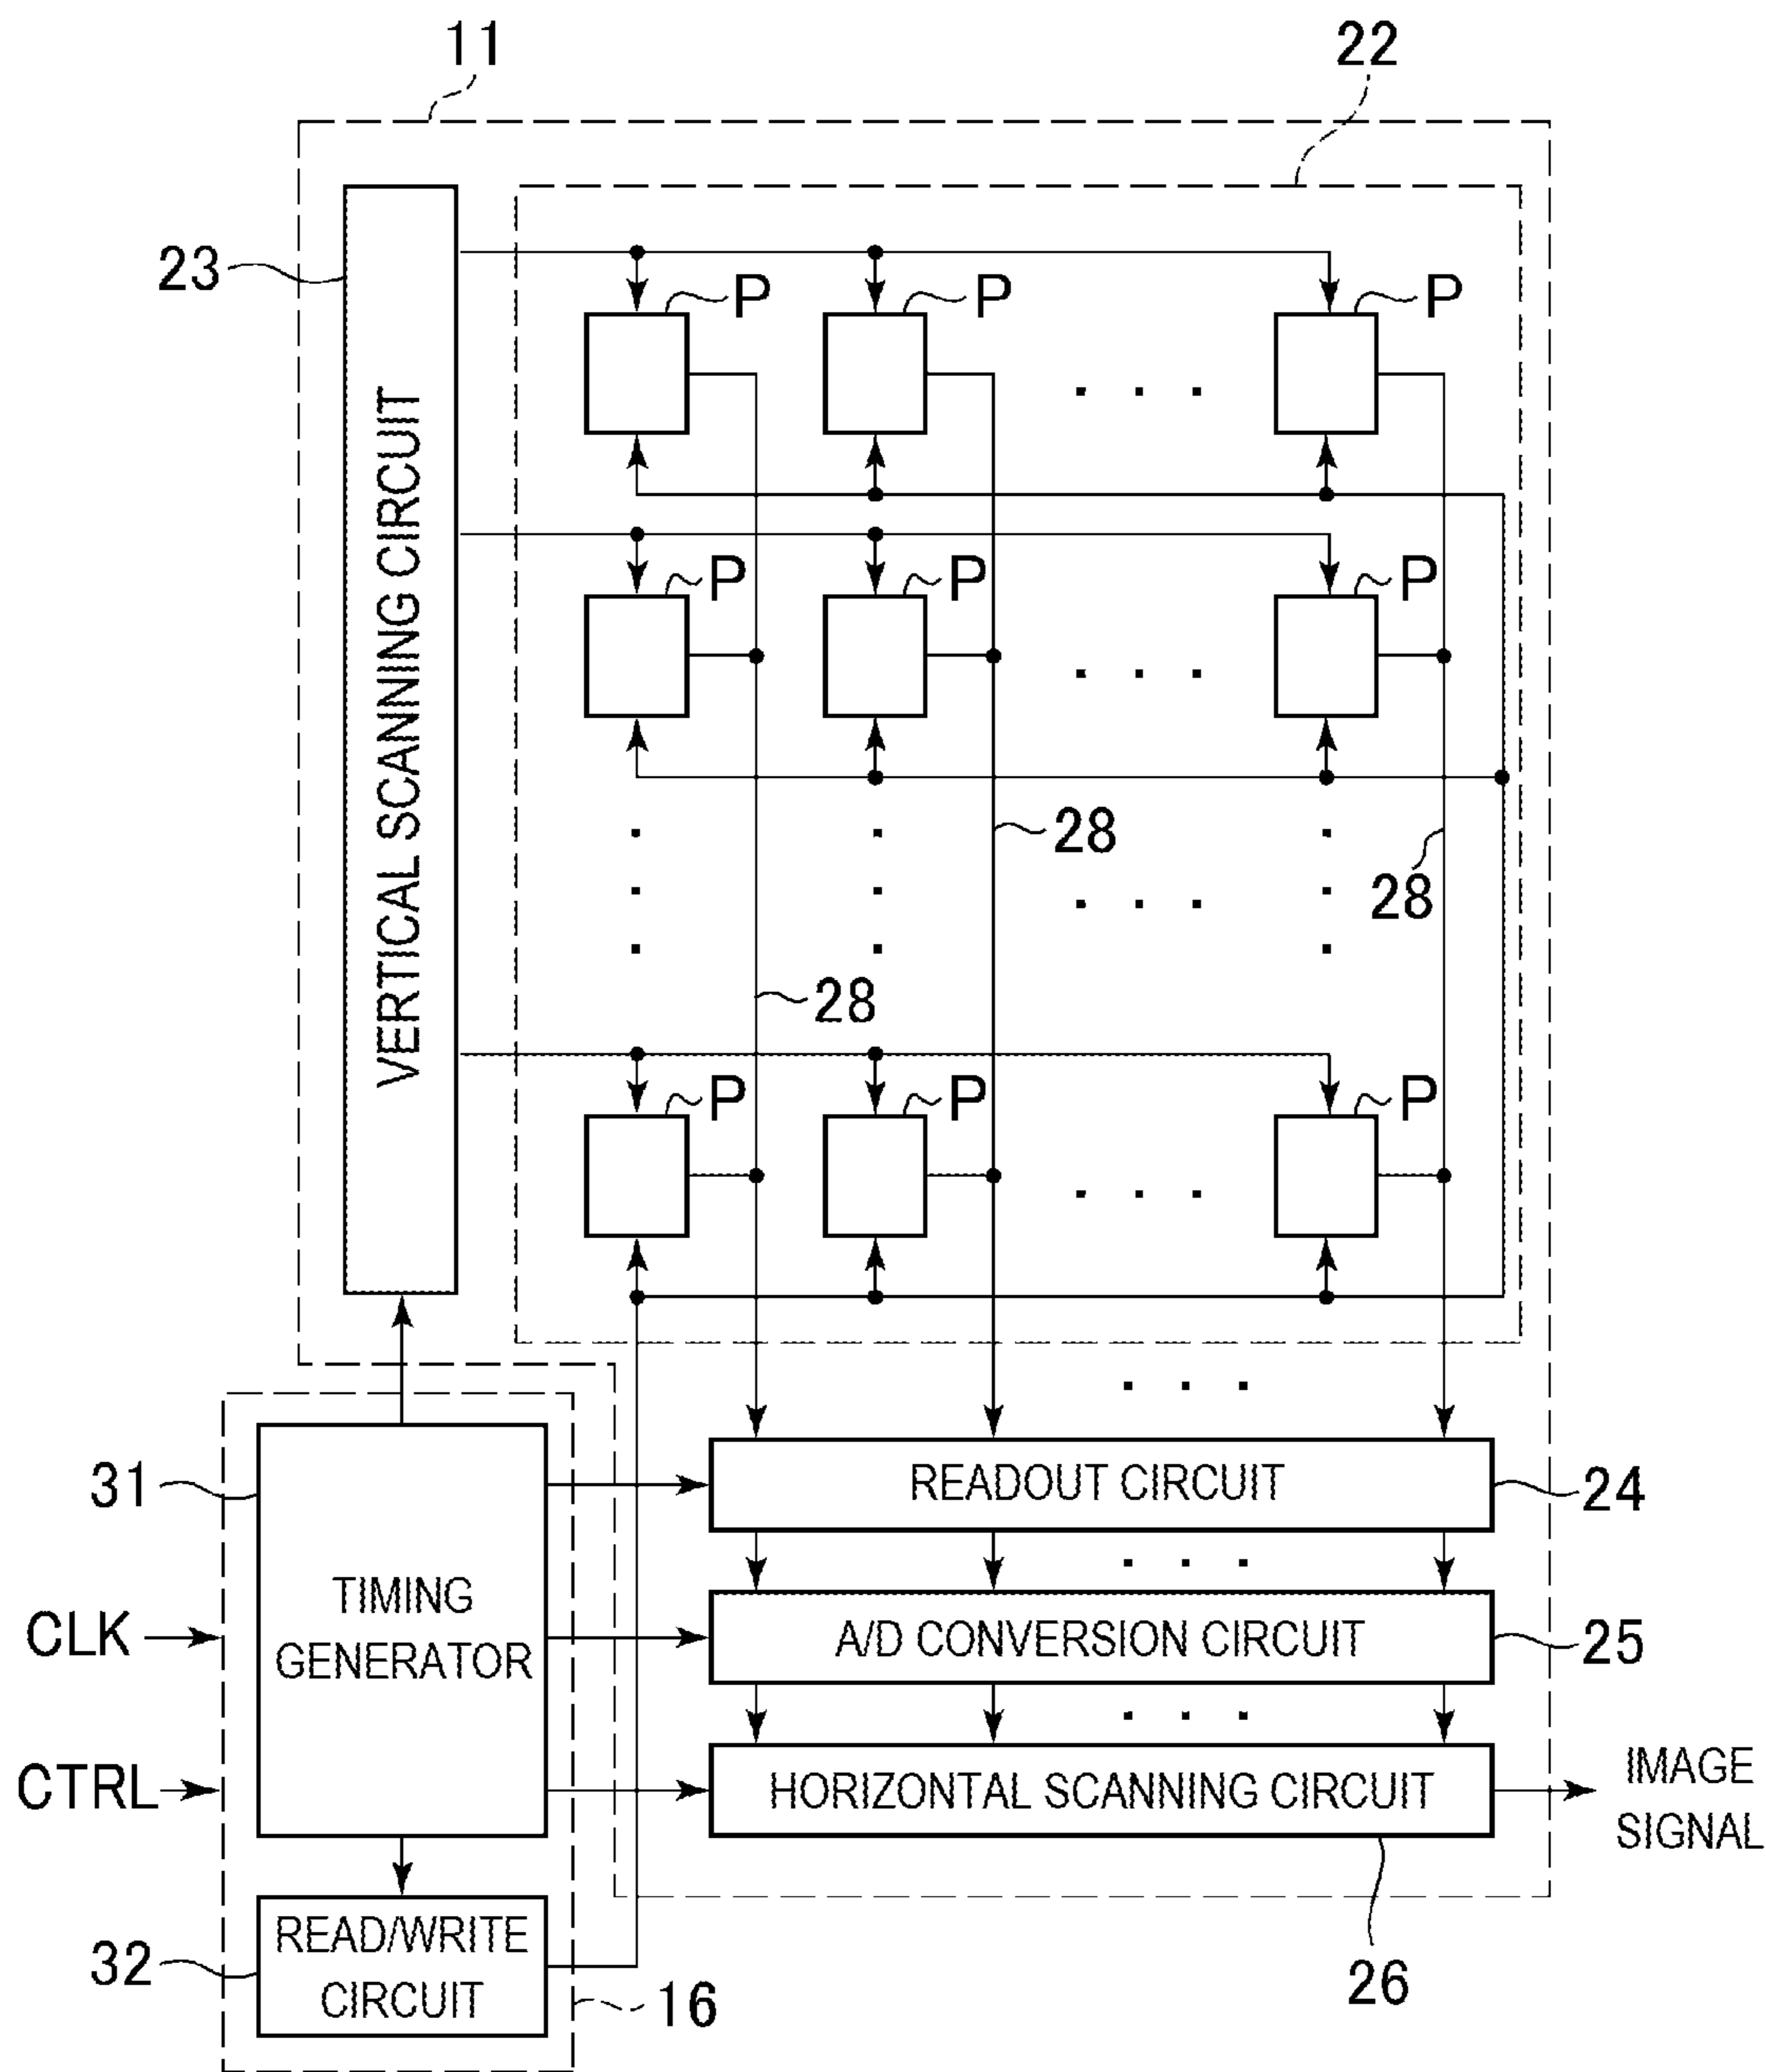 11
22
23
P
P
P
VERTICAL SCANNING CIRCUIT
P
P
P
28
28
28
P
P
P
31
READOUT CIRCUIT
24
TIMING
GENERATOR
CLK
A/D CONVERSION CIRCUIT
25
CTRL
HORIZONTAL SCANNING CIRCUIT
IMAGE
SIGNAL
READ/WRITE
CIRCUIT
32
16
26